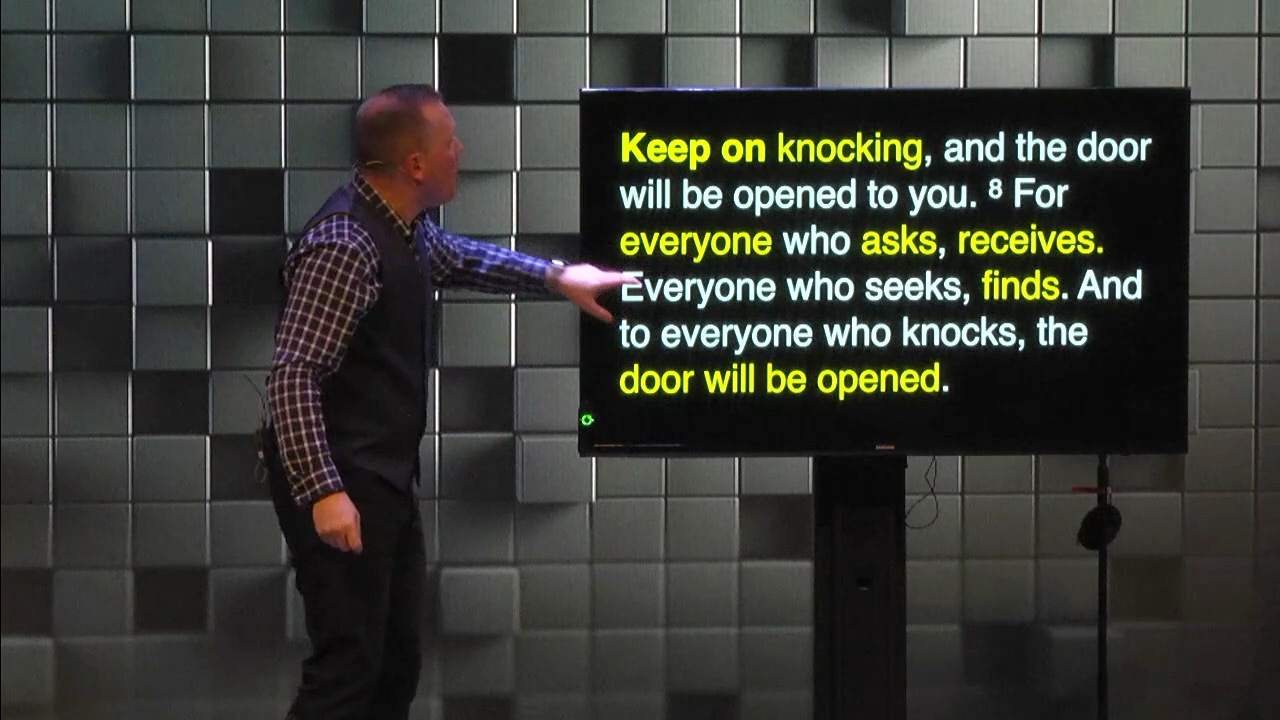 Keep on knocking, and the door
will be opened to you. ⁸ For
everyone who asks, receives.
Everyone who seeks, finds. And
to everyone who knocks, the
door will be opened.